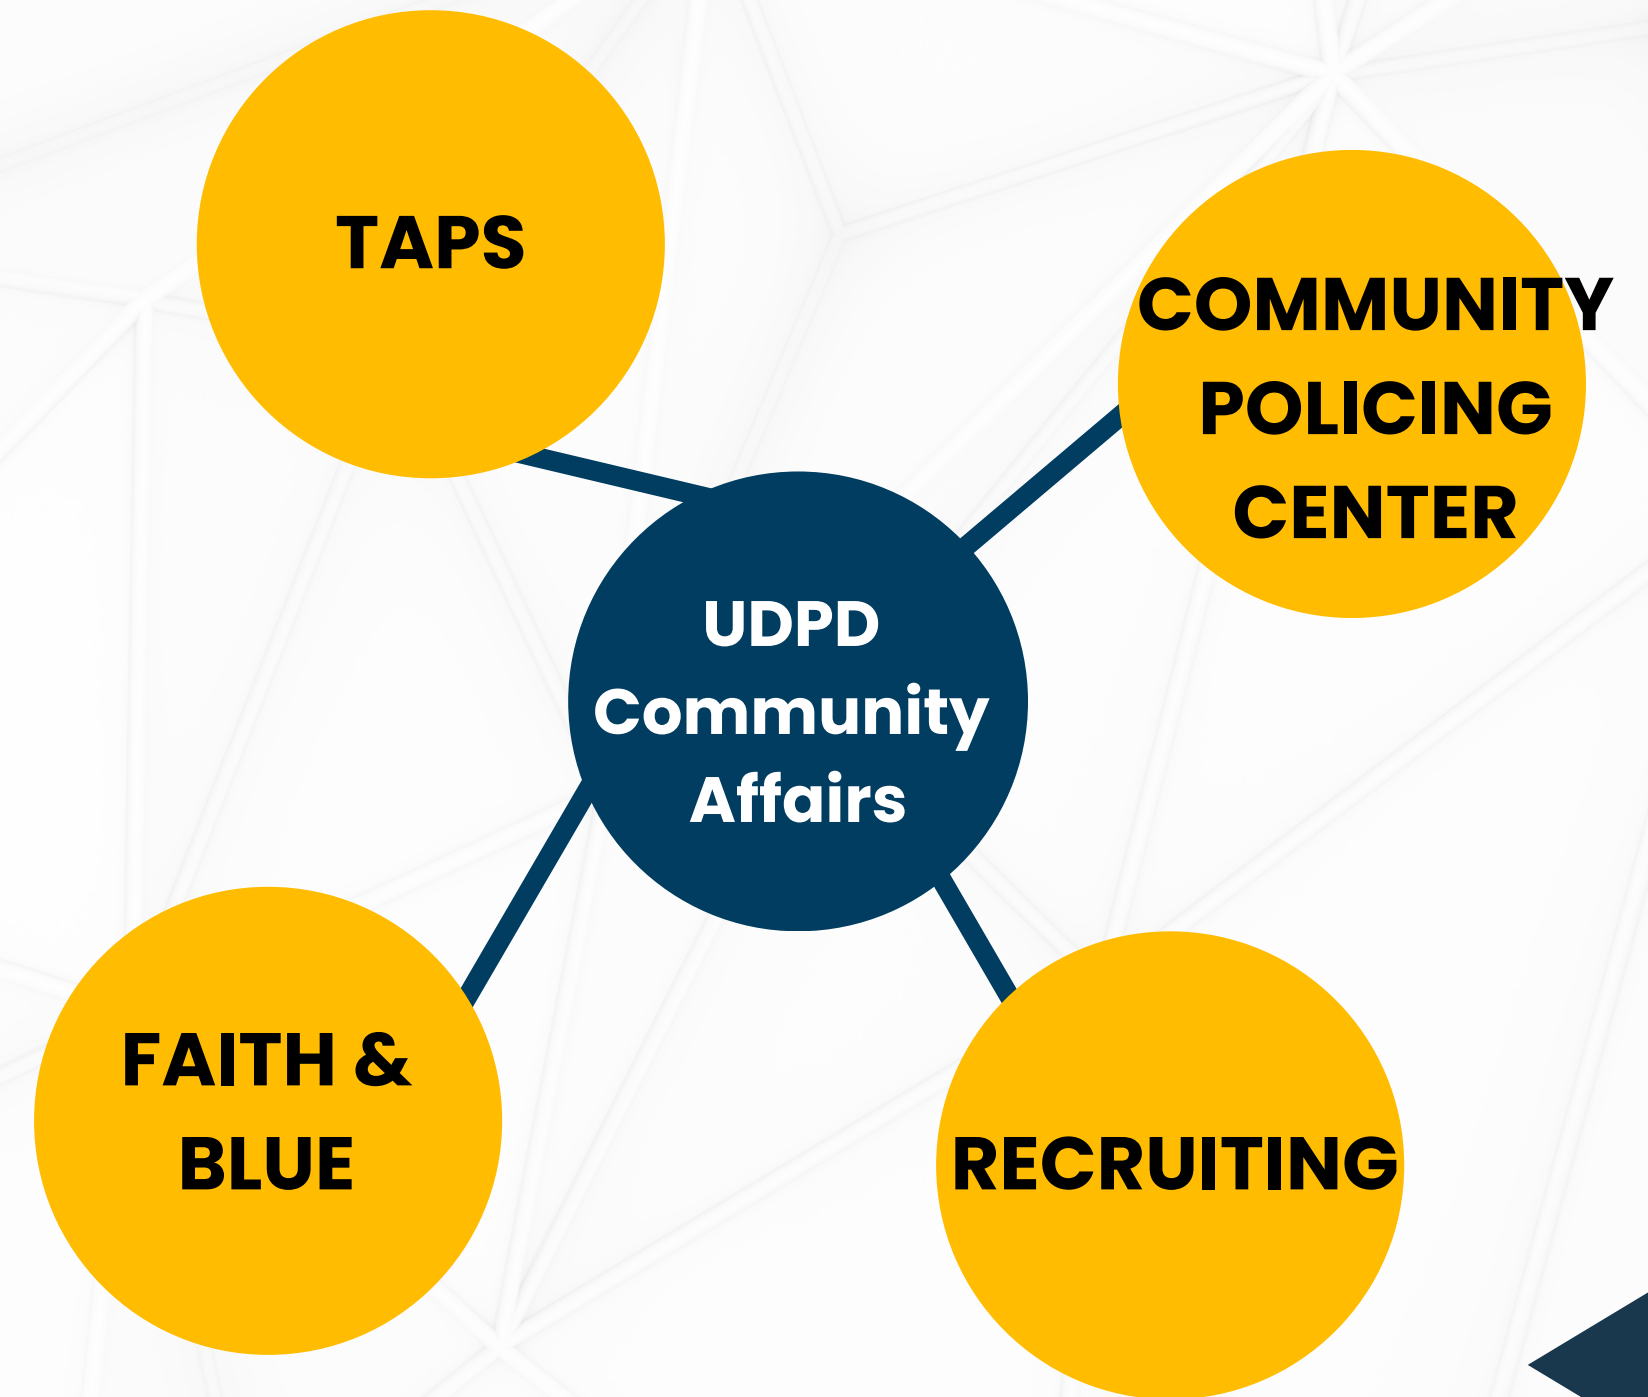 TAPS
COMMUNITY
POLICING
CENTER
UDPD
Community
Affairs
FAITH &
BLUE
RECRUITING